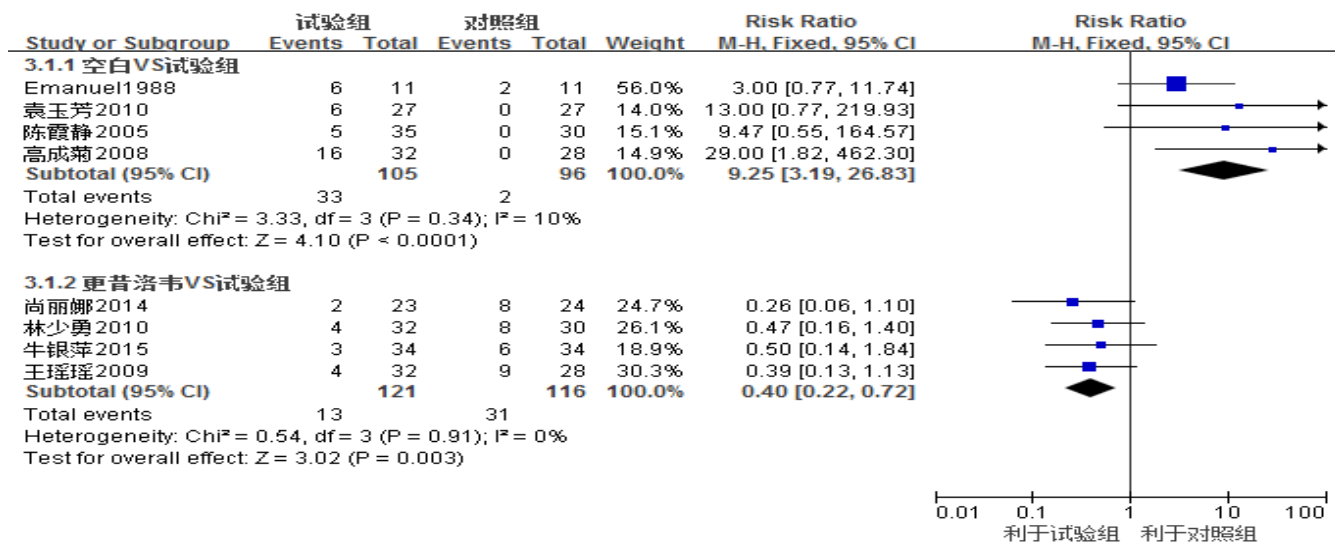 试验组 对照组 Risk Ratio Risk Ratio
Study or Subgroup Events Total Events Total Weight M-H, Fixed, 95% CI M-H, Fixed, 95% CI
3.1.1 空白VS试验组
Emanuel1988 6 11 2 11 56.0% 3.00 [0.77, 11.74]
袁玉芳2010 6 27 0 27 14.0% 13.00 [0.77, 219.93]
陈霞静2005 5 35 0 30 15.1% 9.47 [0.55, 164.57]
高成菊2008 16 32 0 28 14.9% 29.00 [1.82, 462.30]
Subtotal (95% CI) 105 96 100.0% 9.25 [3.19, 26.83]
Total events 33 2
Heterogeneity: Chi² = 3.33, df = 3 (P = 0.34); I² = 10%
Test for overall effect: Z = 4.10 (P < 0.0001)
3.1.2 更昔洛韦VS试验组
尚丽娜2014 2 23 8 24 24.7% 0.26 [0.06, 1.10]
林少勇2010 4 32 8 30 26.1% 0.47 [0.16, 1.40]
牛银萍2015 3 34 6 34 18.9% 0.50 [0.14, 1.84]
王瑶瑶2009 4 32 9 28 30.3% 0.39 [0.13, 1.13]
Subtotal (95% CI) 121 116 100.0% 0.40 [0.22, 0.72]
Total events 13 31
Heterogeneity: Chi² = 0.54, df = 3 (P = 0.91); I² = 0%
Test for overall effect: Z = 3.02 (P = 0.003)
0.01 0.1 1 10 100
利于试验组 利于对照组